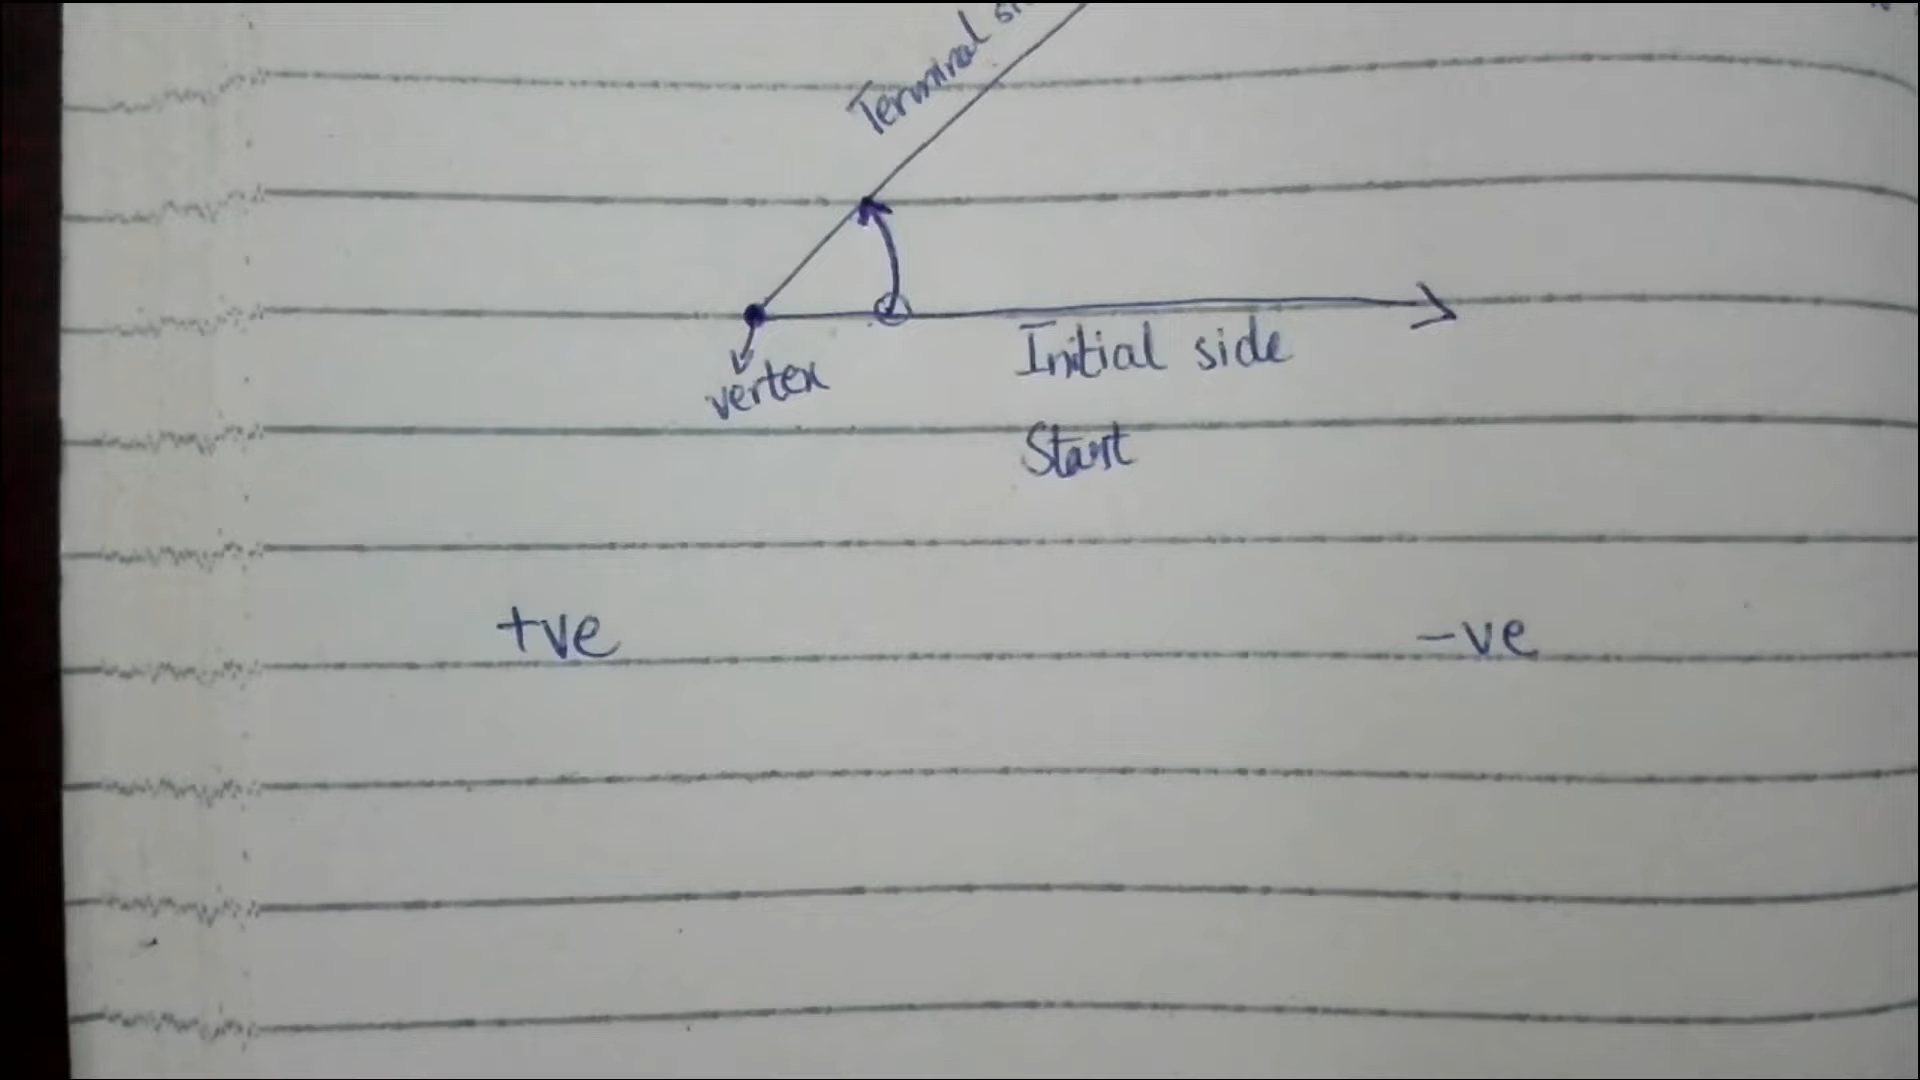 Terminal
Initial side
vertex
Start
+ve
-ve